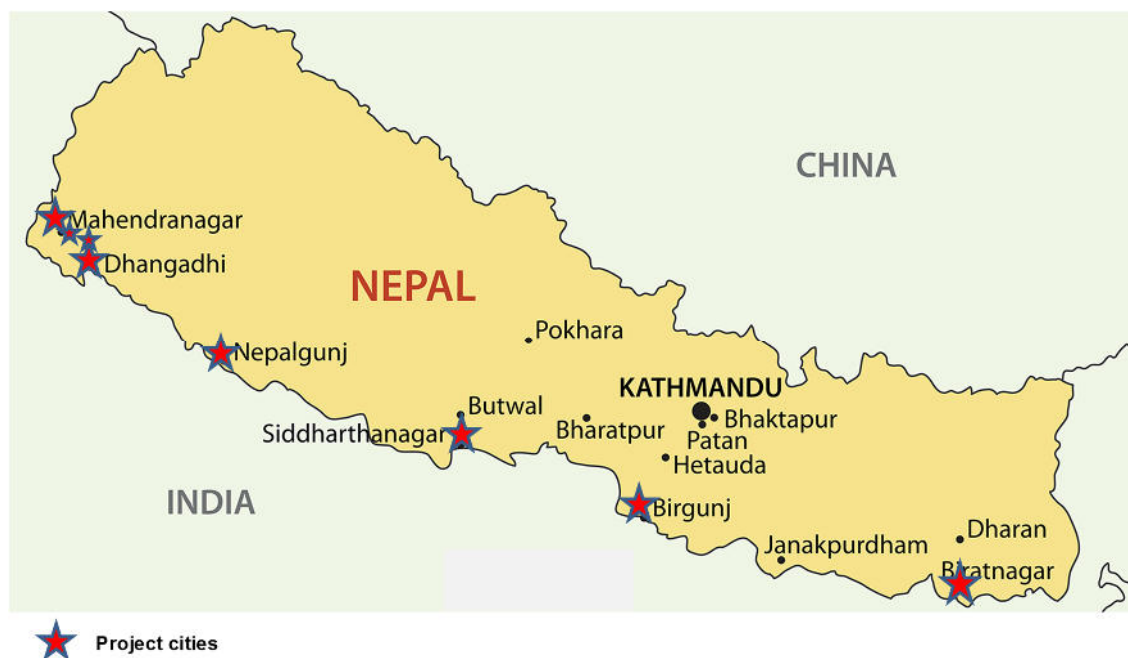 CHINA
Mahendranagar
Dhangadhi
NEPAL
Pokhara
Nepalgunj
KATHMANDU
Butwal
Bhaktapur
Siddharthanagar
Bharatpur
Patan
Hetauda
INDIA
Birgunj
Dharan
Janakpurdham
Biratnagar
Project cities